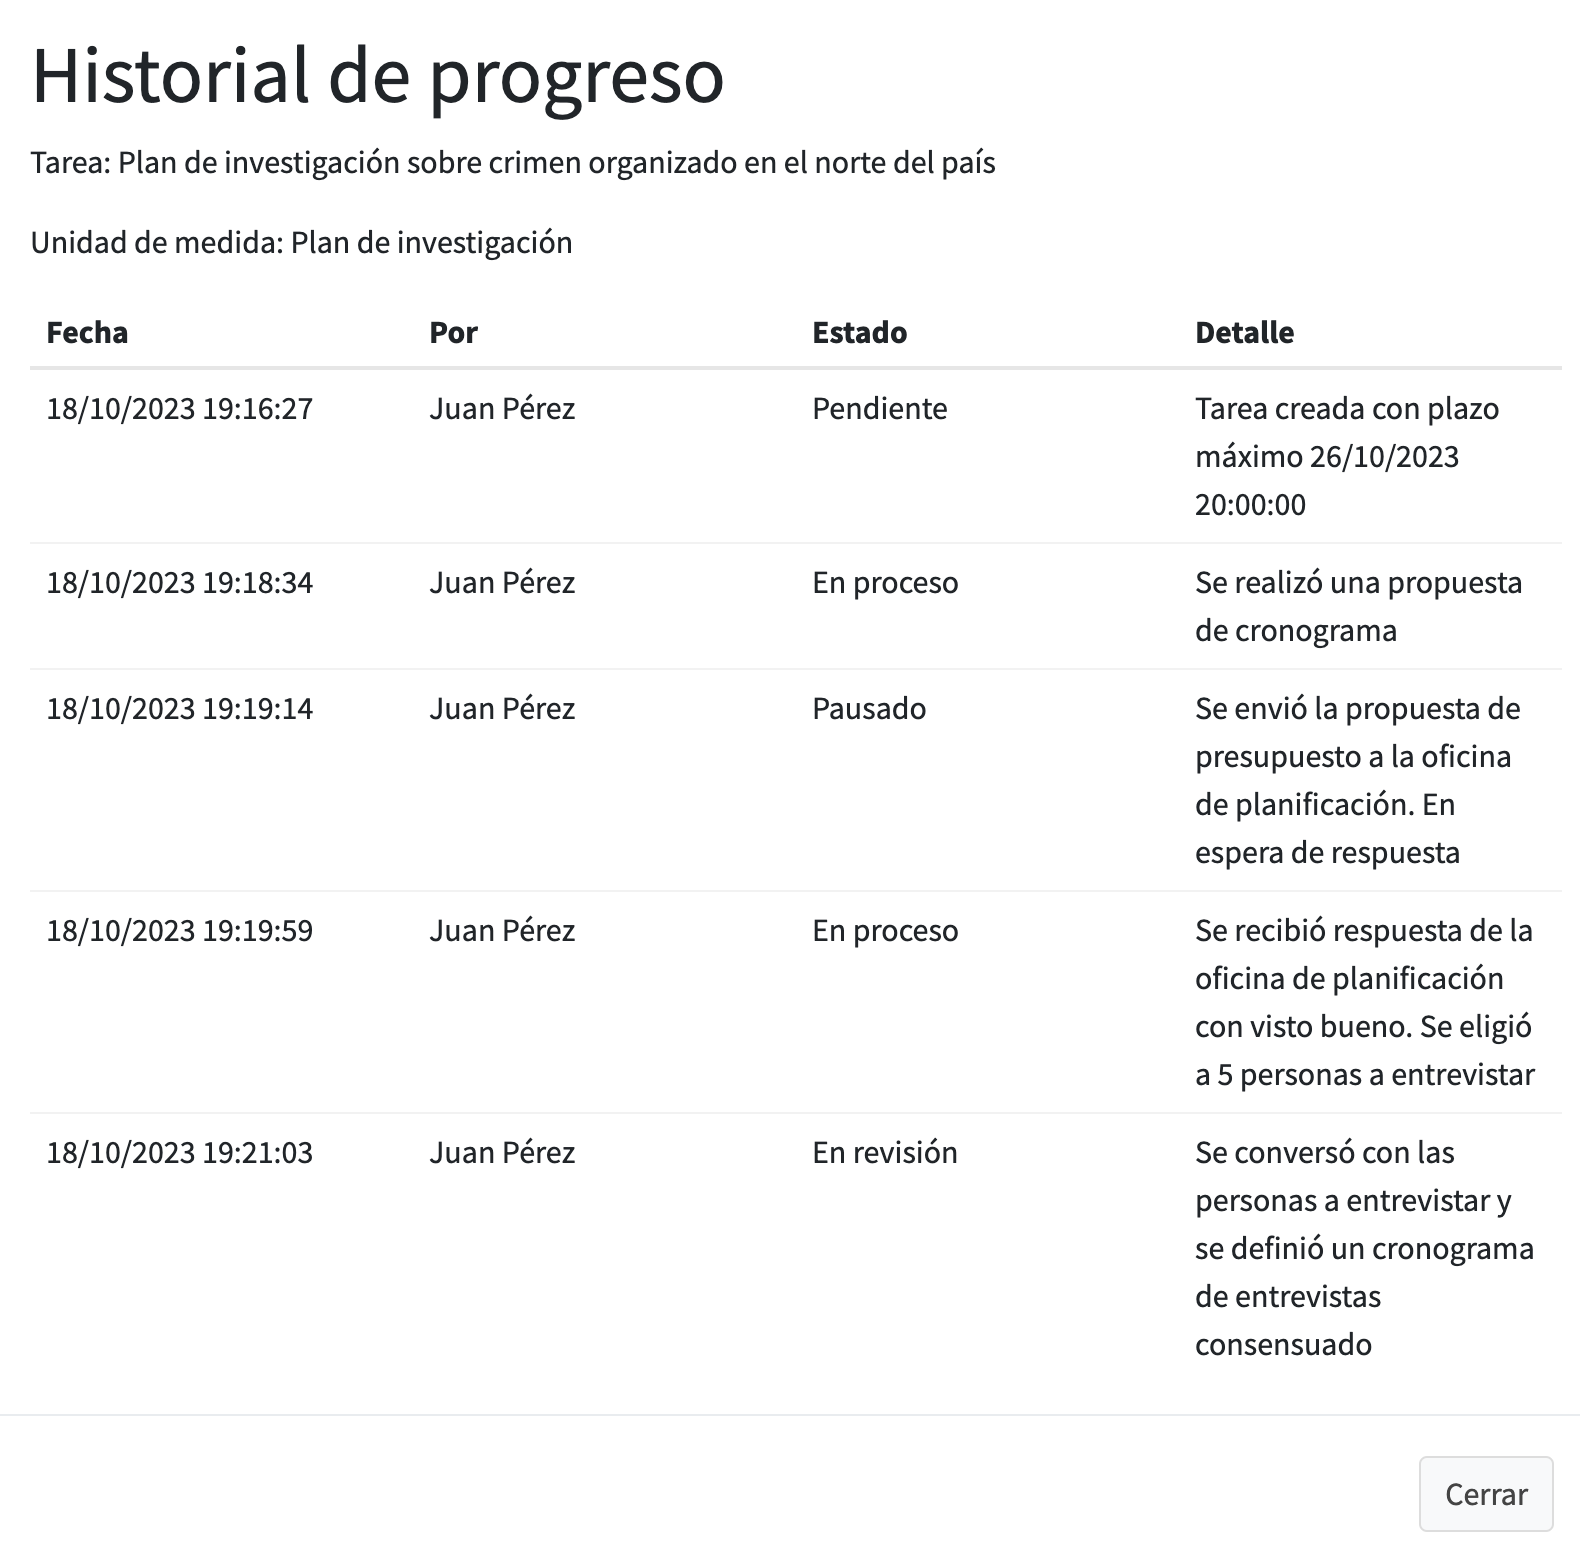 Historial de progreso
Tarea: Plan de investigación sobre crimen organizado en el norte del país
Unidad de medida: Plan de investigación
Fecha Por Estado Detalle
18/10/2023 19:16:27 Juan Pérez Pendiente Tarea creada con plazo
máximo 26/10/2023
20:00:00
18/10/2023 19:18:34 Juan Pérez En proceso Se realizó una propuesta
de cronograma
18/10/2023 19:19:14 Juan Pérez Pausado Se envió la propuesta de
presupuesto a la oficina
de planificación. En
espera de respuesta
18/10/2023 19:19:59 Juan Pérez En proceso Se recibió respuesta de la
oficina de planificación
con visto bueno. Se eligió
a 5 personas a entrevistar
18/10/2023 19:21:03 Juan Pérez En revisión Se conversó con las
personas a entrevistar y
se definió un cronograma
de entrevistas
consensuado
Cerrar